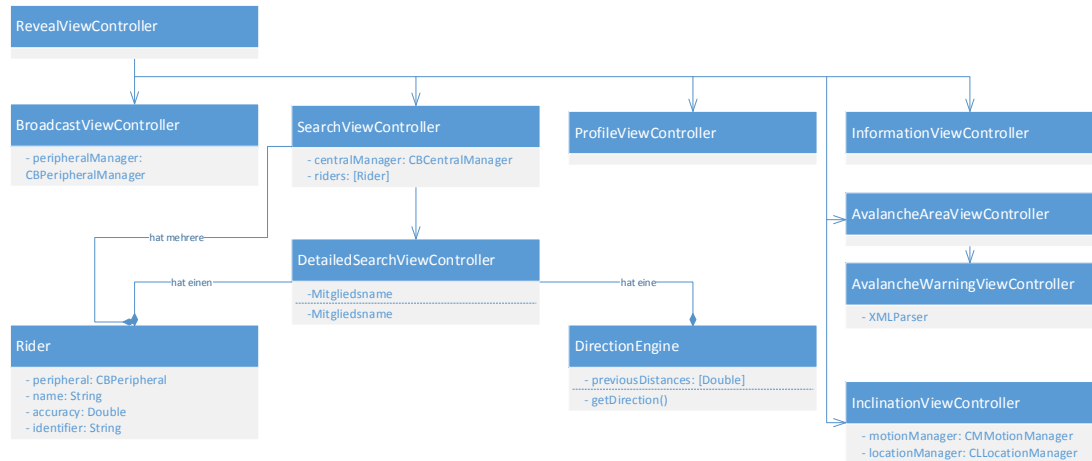 RevealViewController
BroadcastViewController
- peripheralManager:
CBPeripheralManager
SearchViewController
- centralManager: CBCentralManager
- riders: [Rider]
ProfileViewController
InformationViewController
AvalancheAreaViewController
AvalancheWarningViewController
- XMLParser
hat mehrere
DetailedSearchViewController
-Mitgliedsname
-Mitgliedsname
hat einen
hat eine
Rider
- peripheral: CBPeripheral
- name: String
- accuracy: Double
- identifier: String
DirectionEngine
- previousDistances: [Double]
- getDirection()
InclinationViewController
- motionManager: CMMotionManager
- locationManager: CLLocationManager